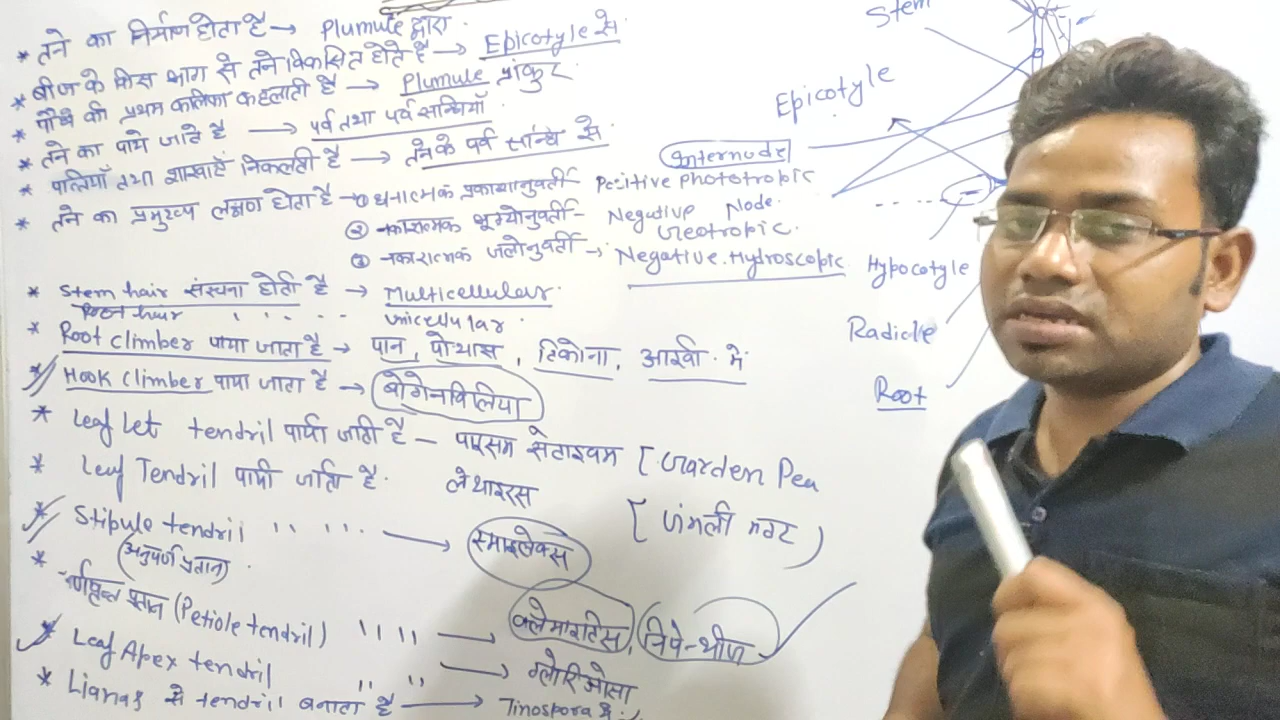 * तने का निर्माण होता है → Plumule द्वारा.
* बीज के किस भाग से तने विकसित होते है → Epicotyle से
* पौधे की प्रथम कलिका कहलाती है → Plumule प्रांकुर
* तने का पाये जाते है → पर्व तथा पर्व सन्धियाँ
* पत्तियाँ तथा शाखाएँ निकलती है → तने के पर्व सन्धि से
* तने का प्रमुख्य लक्षण होता है → ① धनात्मक प्रकाशानुवर्ती - Positive Phototropic
② नकारात्मक भूम्योनुवर्ती - Negative Geotropic.
③ नकारात्मक जलोनुवर्ती → Negative Hydroscopic
* Stem hair संरचना होती है → Multicellular.
Root hair " " " Unicellular.
* Root climber पाया जाता है → पान, पोथास, टिकोना, आइवी में
* Hook climber पाया जाता है → बोगेनविलिया
* Leaf Let tendril पायी जाती है – पाइसम सेटाइवम [Garden Pea
* Leaf Tendril पायी जाती है. लेथाइरस [जंगली मटर)
* Stipule tendril " " → स्माइलेक्स
(अनुपर्ण प्रतान).
* पर्णवृन्त प्रतान (Petiole tendril) " " → क्लेमाइटिस,
* Leaf Apex tendril " " → ग्लोरिओसा
* Lianas से tendril बनाता है → Tinospora में
Stem
Epicotyle
Internode
Node.
Hypocotyle
Radicle
Root